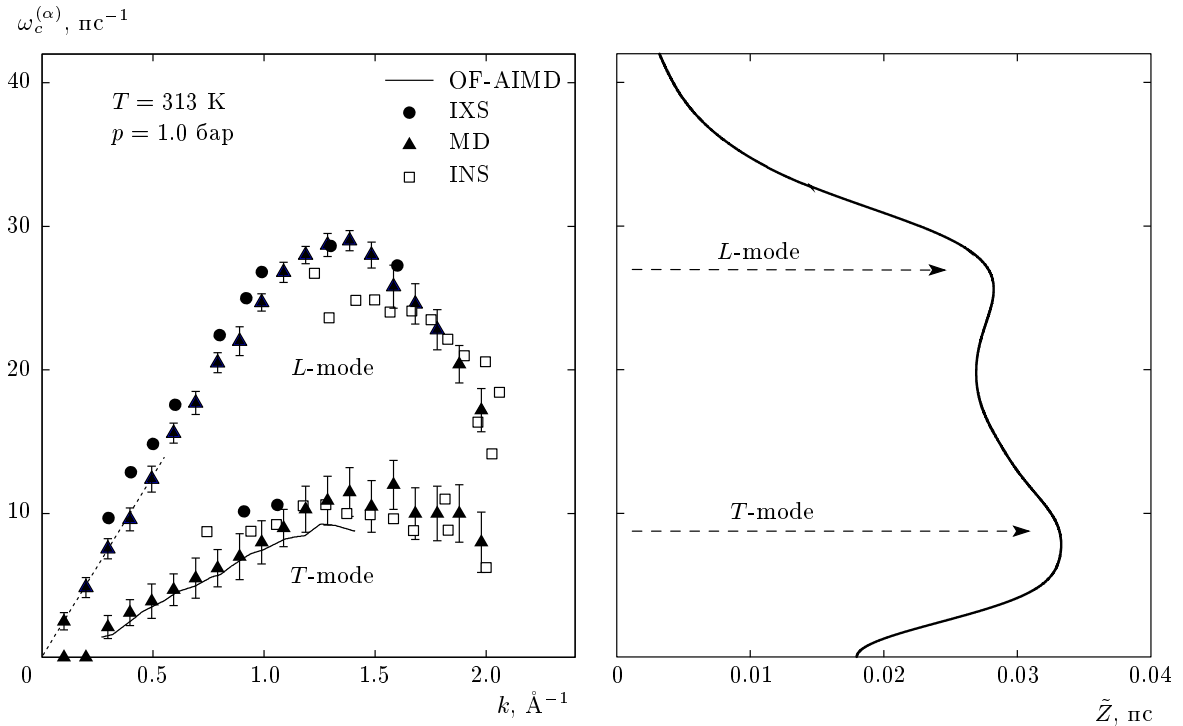 ω_c^(α), пс⁻¹
40
30
20
10
0
T = 313 K
p = 1.0 бар
OF-AIMD
IXS
MD
INS
L-mode
T-mode
0.5
1.0
1.5
2.0
k, Å⁻¹
L-mode
T-mode
0
0.01
0.02
0.03
0.04
Z̃, пс